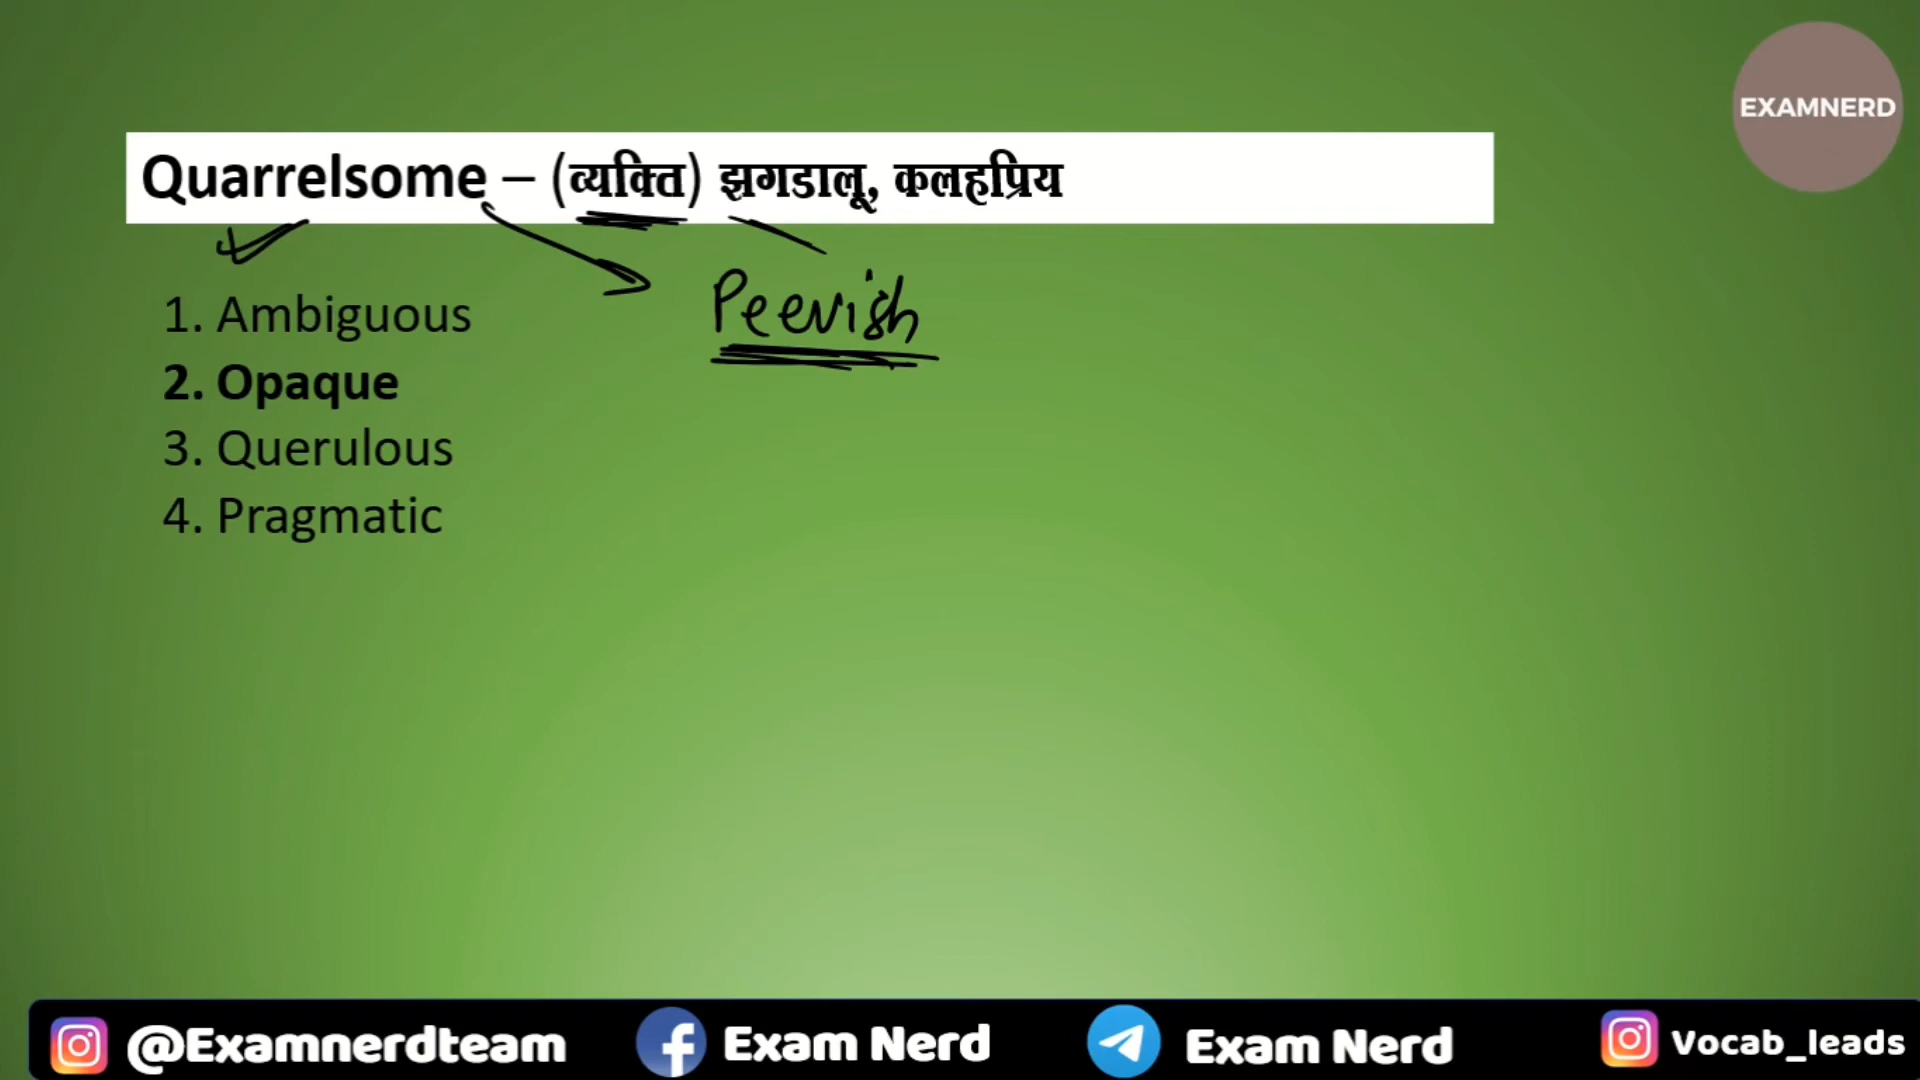 EXAMNERD
Quarrelsome – (व्यक्ति) झगडालू, कलहप्रिय
Peevish
1. Ambiguous
2. Opaque
3. Querulous
4. Pragmatic
@Examnerdteam
Exam Nerd
Exam Nerd
Vocab_leads